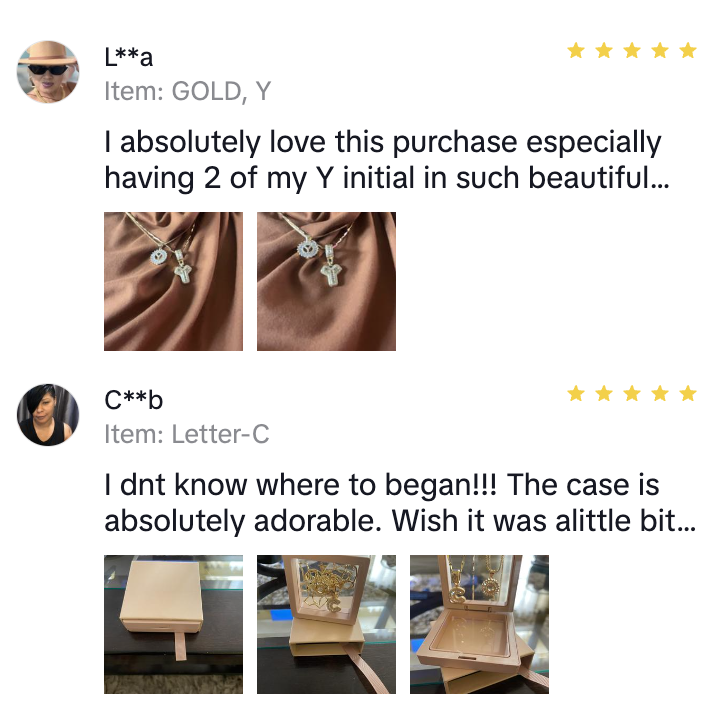 L**a
Item: GOLD, Y
I absolutely love this purchase especially
having 2 of my Y initial in such beautiful...
C**b
Item: Letter-C
I dnt know where to began!!! The case is
absolutely adorable. Wish it was alittle bit...